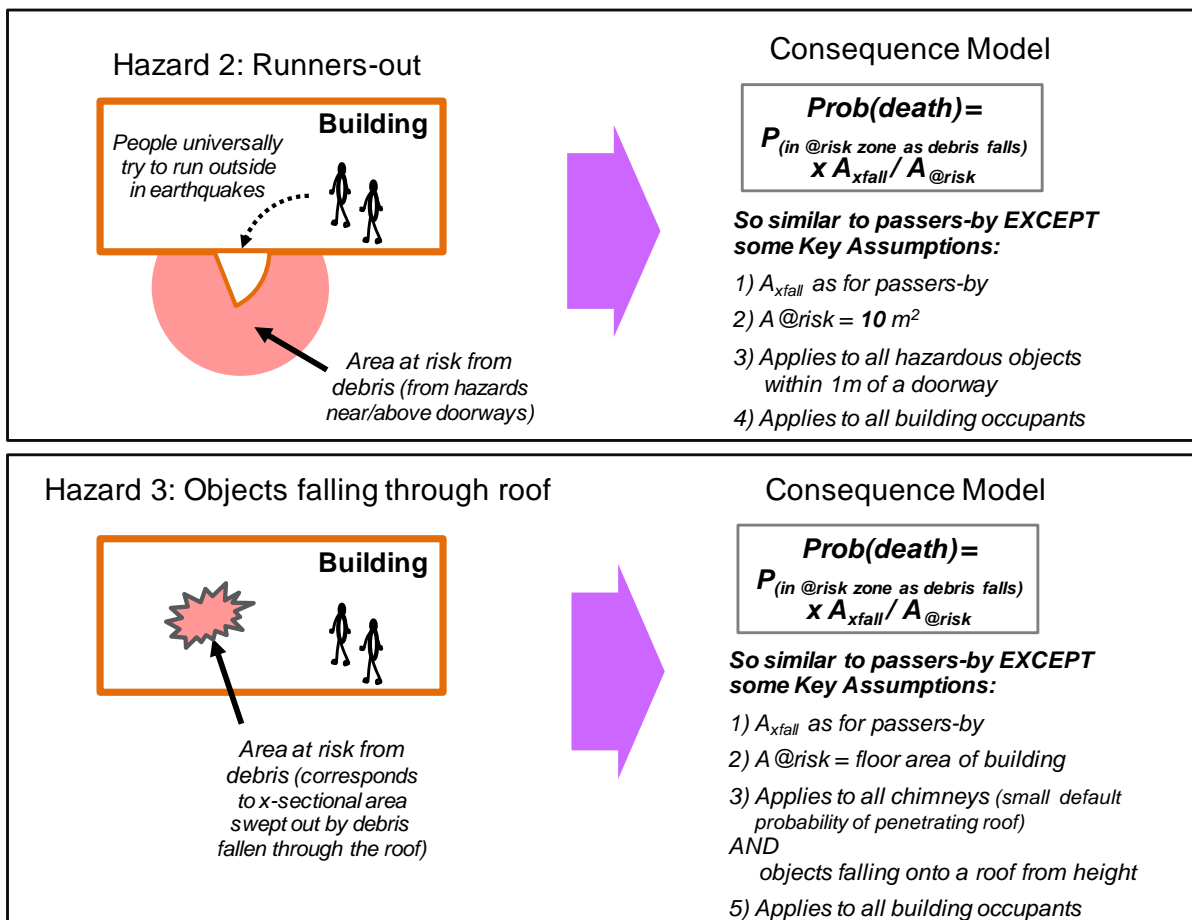 Hazard 2: Runners-out
Building
People universally
try to run outside
in earthquakes
Area at risk from
debris (from hazards
near/above doorways)
Consequence Model
Prob(death)=
P(in @risk zone as debris falls)
x Axfall / A@risk
So similar to passers-by EXCEPT
some Key Assumptions:
1) Axfall as for passers-by
2) A@risk = 10 m²
3) Applies to all hazardous objects
within 1m of a doorway
4) Applies to all building occupants
Hazard 3: Objects falling through roof
Building
Area at risk from
debris (corresponds
to x-sectional area
swept out by debris
fallen through the roof)
Consequence Model
Prob(death)=
P(in @risk zone as debris falls)
x Axfall / A@risk
So similar to passers-by EXCEPT
some Key Assumptions:
1) Axfall as for passers-by
2) A@risk = floor area of building
3) Applies to all chimneys (small default
probability of penetrating roof)
AND
objects falling onto a roof from height
5) Applies to all building occupants